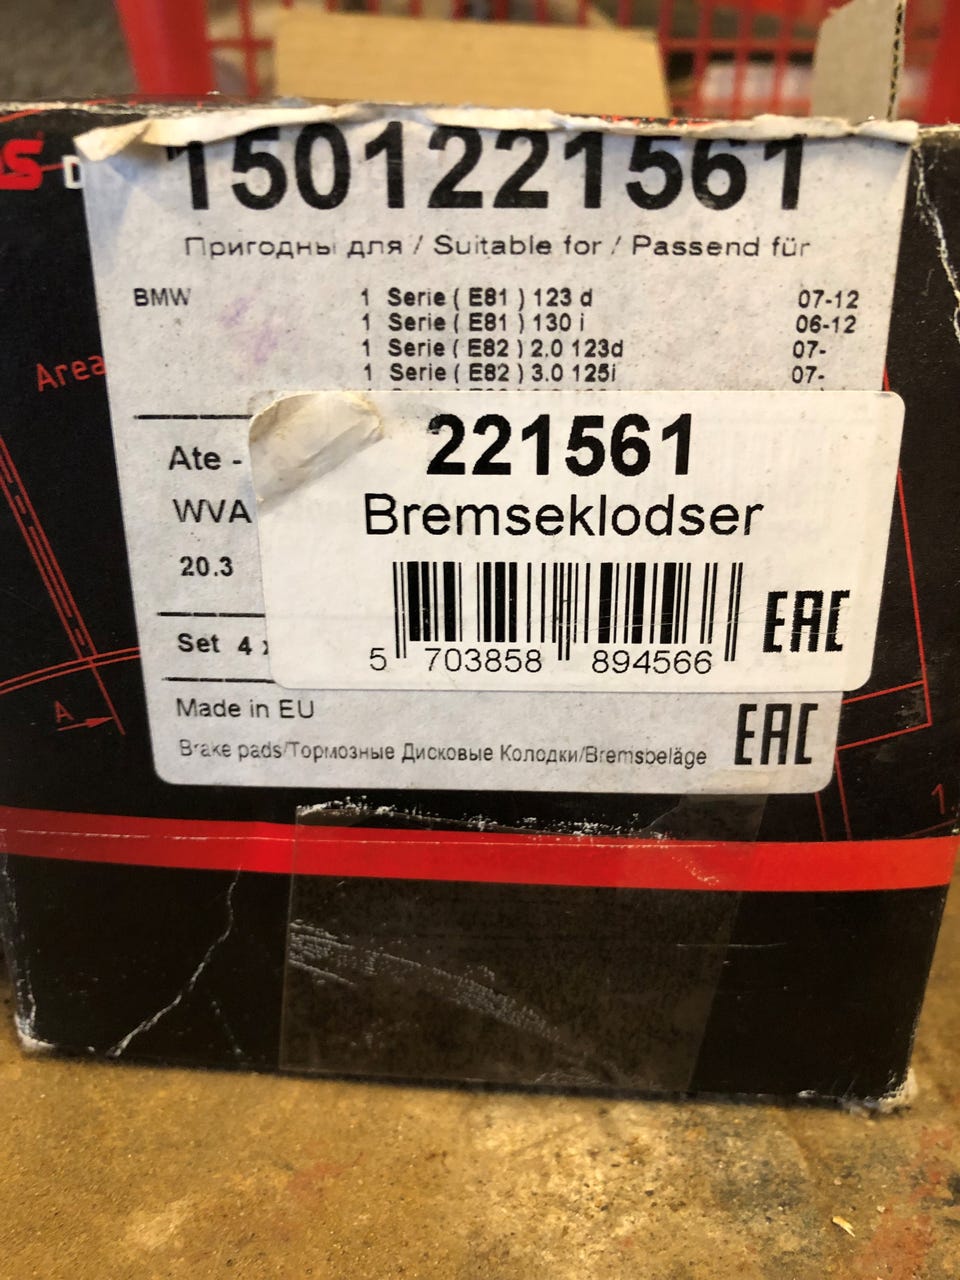 1501221561
Пригодны для / Suitable for / Passend für
BMW 1 Serie ( E81 ) 123 d 07-12
1 Serie ( E81 ) 130 i 06-12
1 Serie ( E82 ) 2.0 123d 07-
1 Serie ( E82 ) 3.0 125i 07-
Area
Ate -
WVA
20.3
Set 4
221561
Bremseklodser
5 703858 894566
EAC
Made in EU
EAC
Brake pads/Тормозные Дисковые Колодки/Bremsbeläge
A
1.